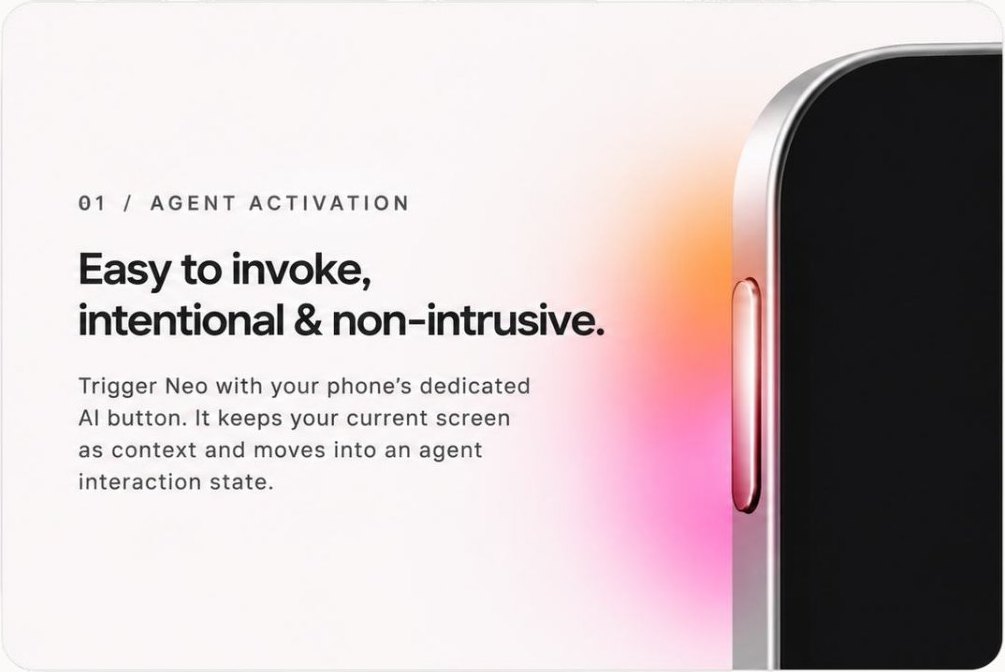 01 / AGENT ACTIVATION
Easy to invoke,
intentional & non-intrusive.
Trigger Neo with your phone’s dedicated
AI button. It keeps your current screen
as context and moves into an agent
interaction state.